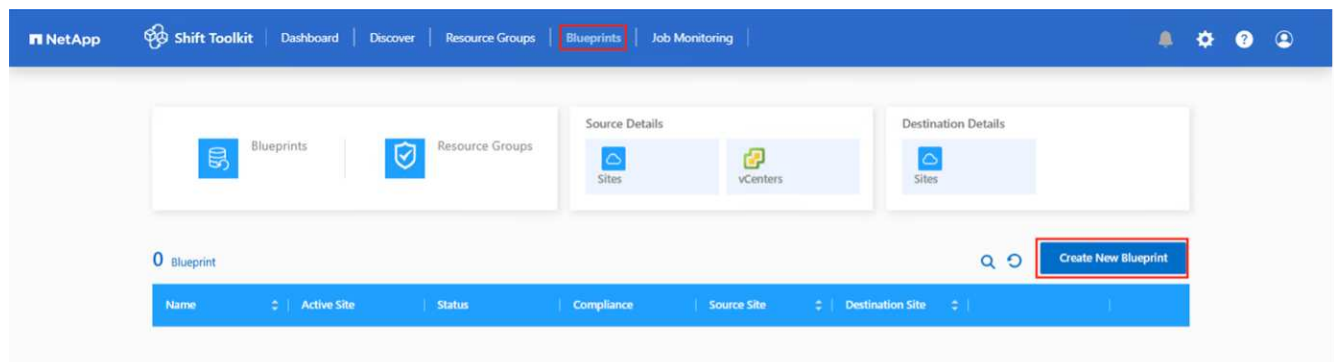 NetApp Shift Toolkit Dashboard Discover Resource Groups Blueprints Job Monitoring
Source Details Destination Details
Blueprints Resource Groups
Sites vCenters Sites
0 Blueprint Create New Blueprint
Name Active Site Status Compliance Source Site Destination Site